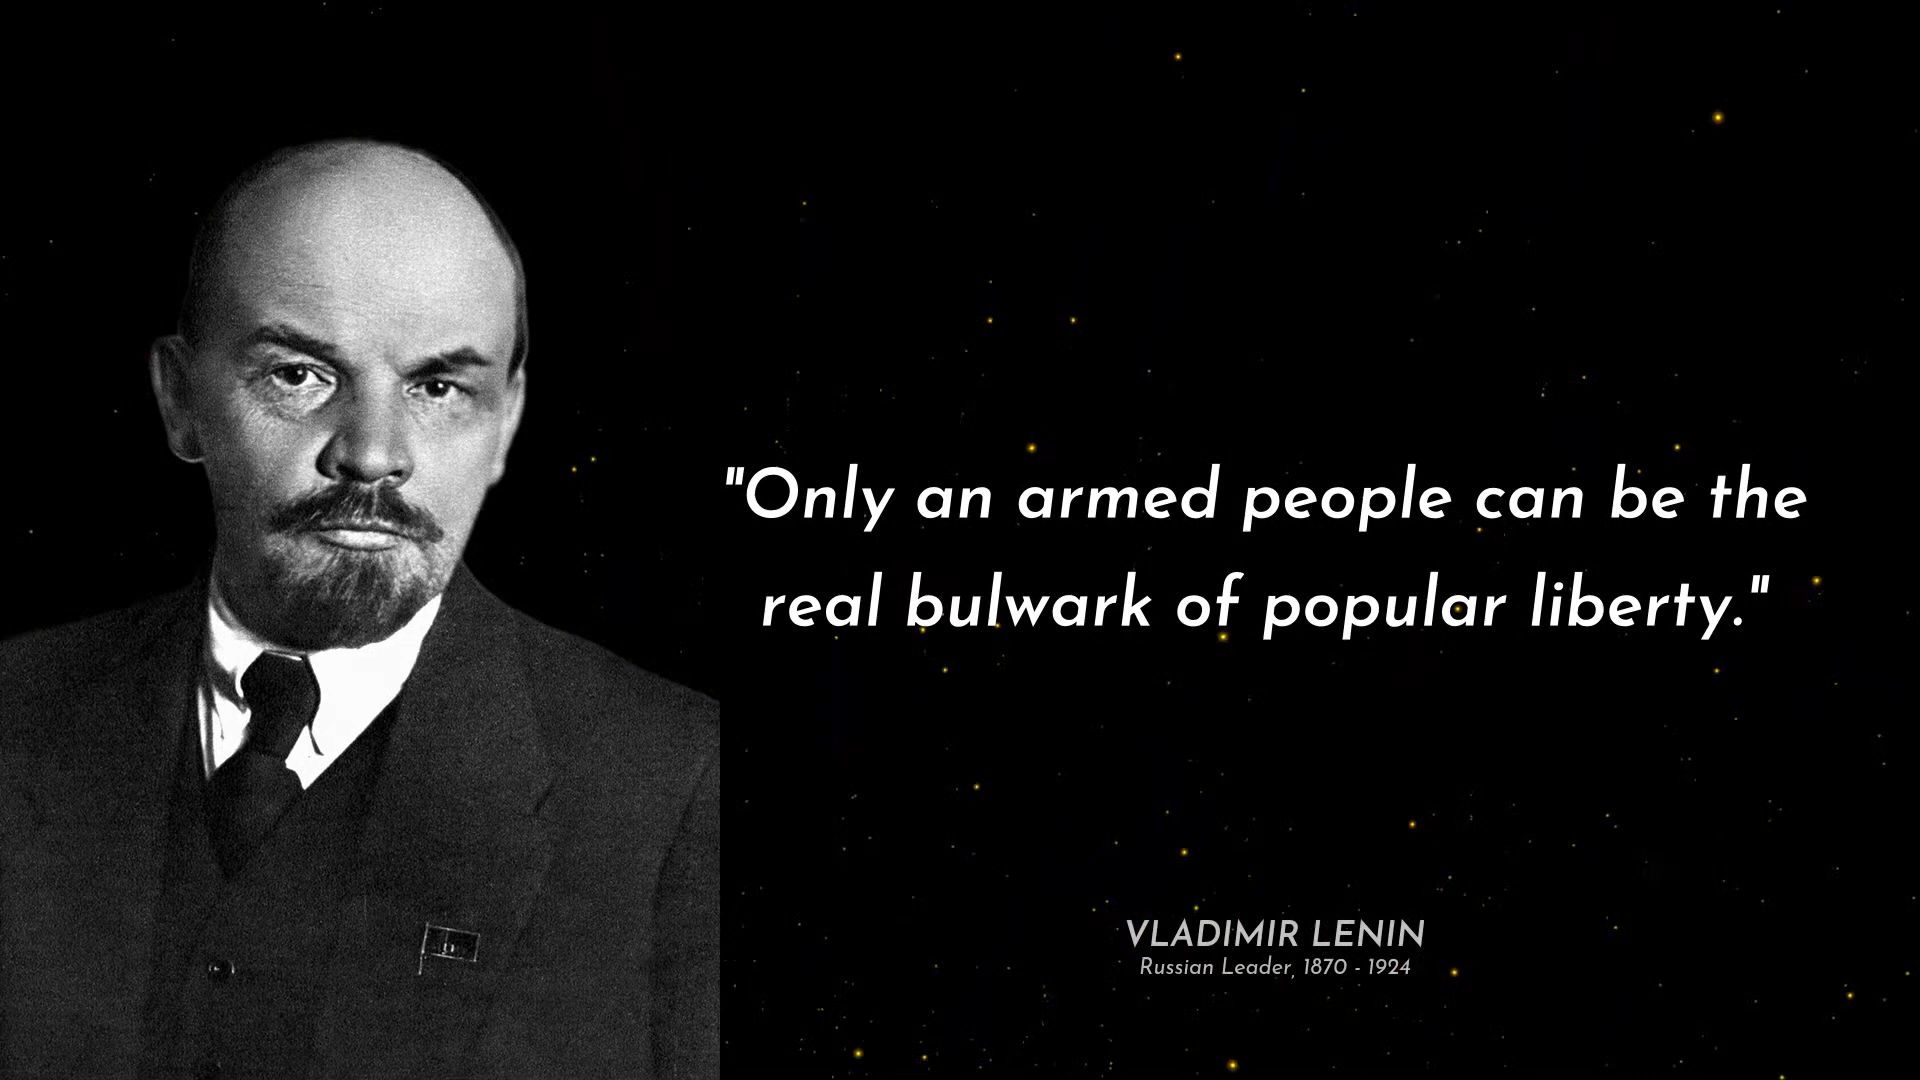 "Only an armed people can be the
real bulwark of popular liberty."
VLADIMIR LENIN
Russian Leader, 1870 - 1924